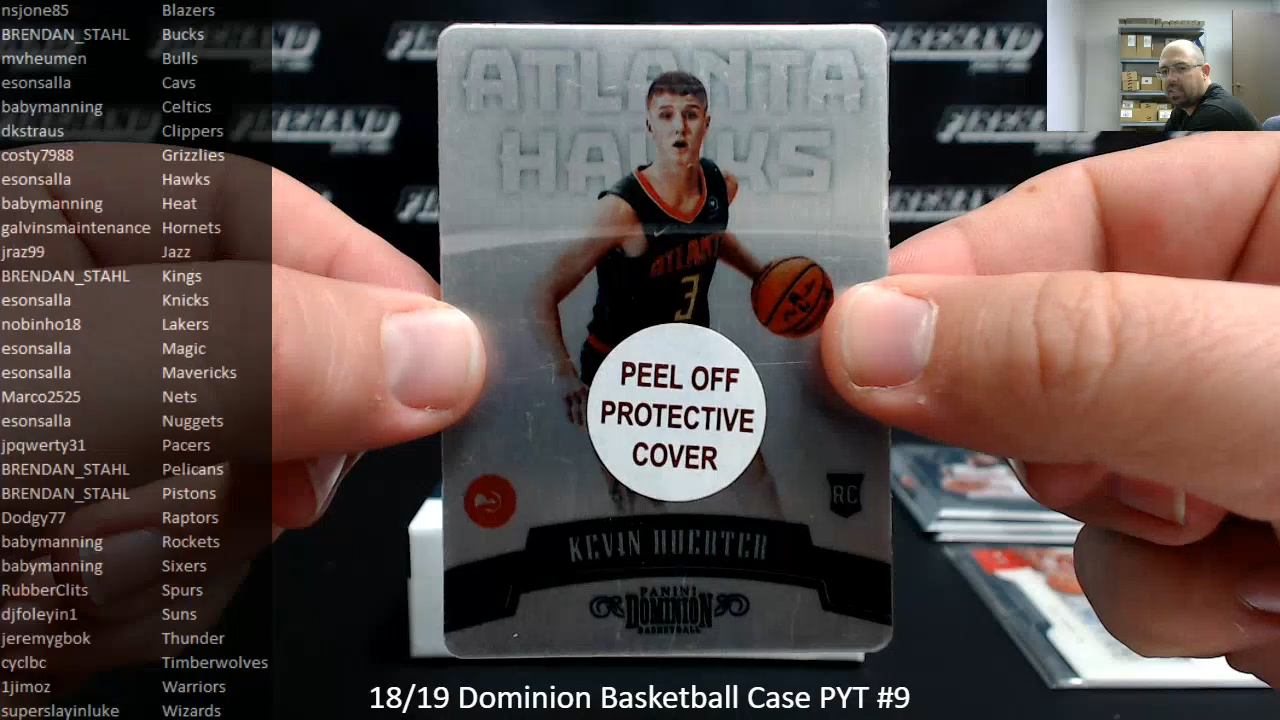 nsjone85 Blazers
BRENDAN_STAHL Bucks
mvheumen Bulls
esonsalla Cavs
babymanning Celtics
dkstraus Clippers
costy7988 Grizzlies
esonsalla Hawks
babymanning Heat
galvinsmaintenance Hornets
jraz99 Jazz
BRENDAN_STAHL Kings
esonsalla Knicks
nobinho18 Lakers
esonsalla Magic
esonsalla Mavericks
Marco2525 Nets
esonsalla Nuggets
jpqwerty31 Pacers
BRENDAN_STAHL Pelicans
BRENDAN_STAHL Pistons
Dodgy77 Raptors
babymanning Rockets
babymanning Sixers
RubberClits Spurs
djfoleyin1 Suns
jeremygbok Thunder
cyclbc Timberwolves
1jimoz Warriors
superslayinluke Wizards
ATLANTA
HAWKS
ATLANTA
3
PEEL OFF
PROTECTIVE
COVER
RC
KEVIN HUERTER
PANINI
DOMINION
BASKETBALL
18/19 Dominion Basketball Case PYT #9